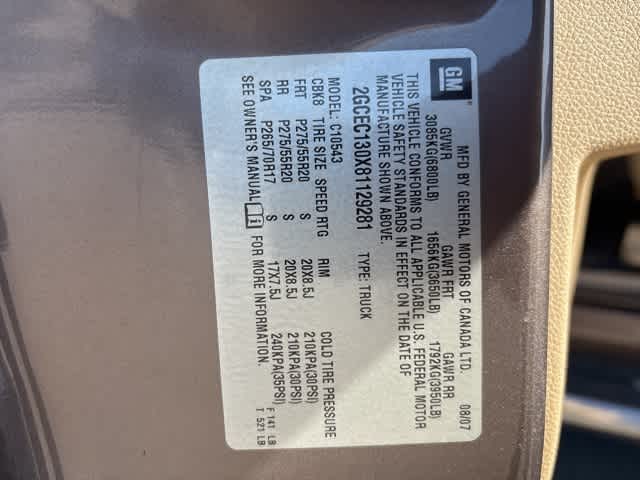 GM
MFD BY GENERAL MOTORS OF CANADA LTD. 08/07
GVWR GAWR FRT GAWR RR
3085KG(6800LB) 1656KG(3650LB) 1792KG(3950LB)
THIS VEHICLE CONFORMS TO ALL APPLICABLE U.S. FEDERAL MOTOR
VEHICLE SAFETY STANDARDS IN EFFECT ON THE DATE OF
MANUFACTURE SHOWN ABOVE.
2GCEC130X81129281 TYPE: TRUCK
MODEL: C10543
CBK8 TIRE SIZE SPEED RTG RIM COLD TIRE PRESSURE
FRT P275/55R20 S 20X8.5J 210KPA(30PSI)
RR P275/55R20 S 20X8.5J 210KPA(30PSI)
SPA P265/70R17 S 17X7.5J 240KPA(35PSI)
SEE OWNER'S MANUAL FOR MORE INFORMATION.
F 141 LB
T 521 LB